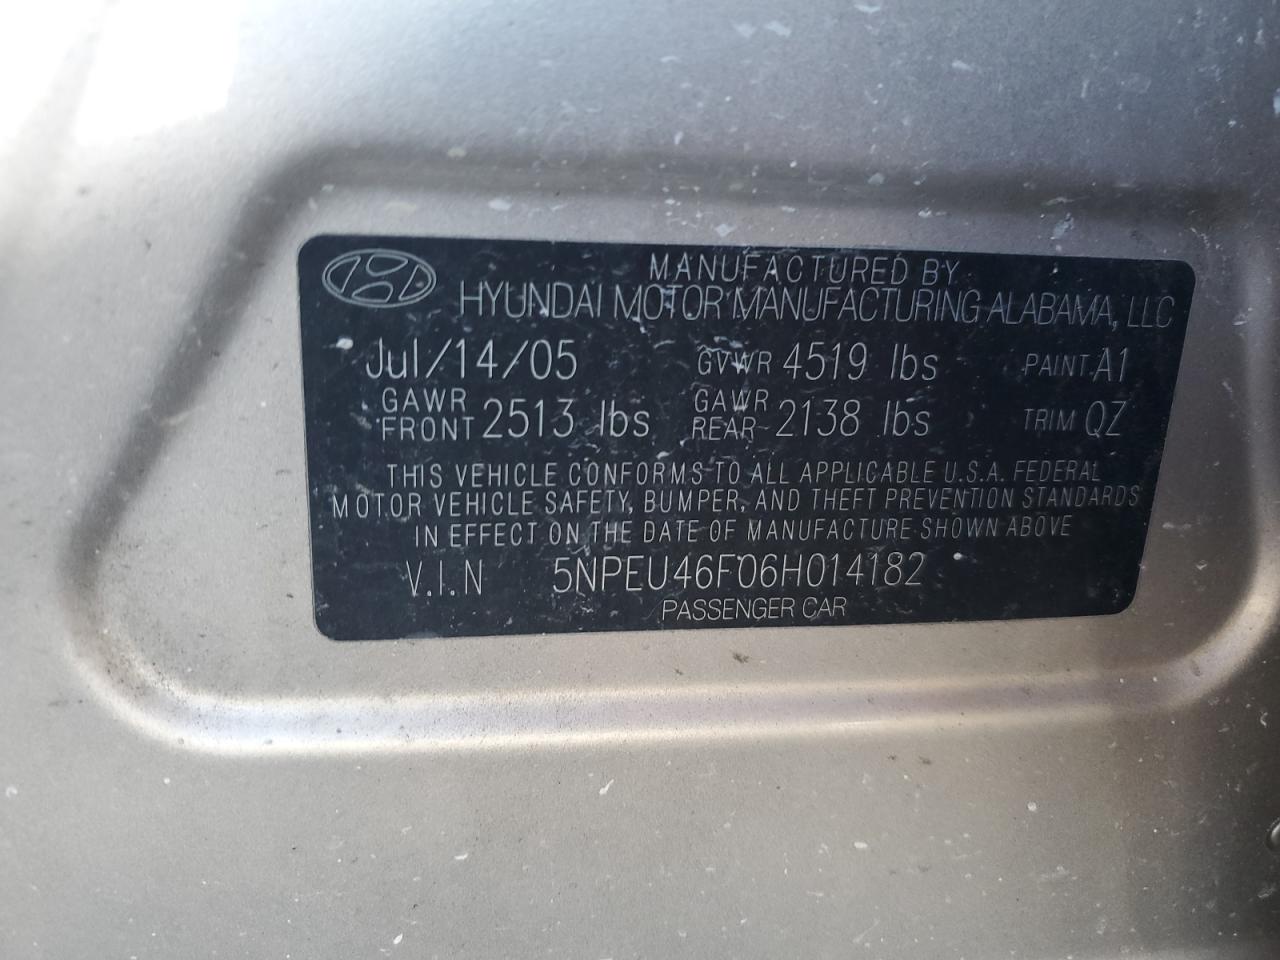 MANUFACTURED BY
HYUNDAI MOTOR MANUFACTURING ALABAMA, LLC
Jul/14/05 GVWR 4519 lbs PAINT A1
GAWR FRONT 2513 lbs GAWR REAR 2138 lbs TRIM QZ
THIS VEHICLE CONFORMS TO ALL APPLICABLE U.S.A. FEDERAL
MOTOR VEHICLE SAFETY, BUMPER, AND THEFT PREVENTION STANDARDS
IN EFFECT ON THE DATE OF MANUFACTURE SHOWN ABOVE
V.I.N 5NPEU46F06H014182
PASSENGER CAR